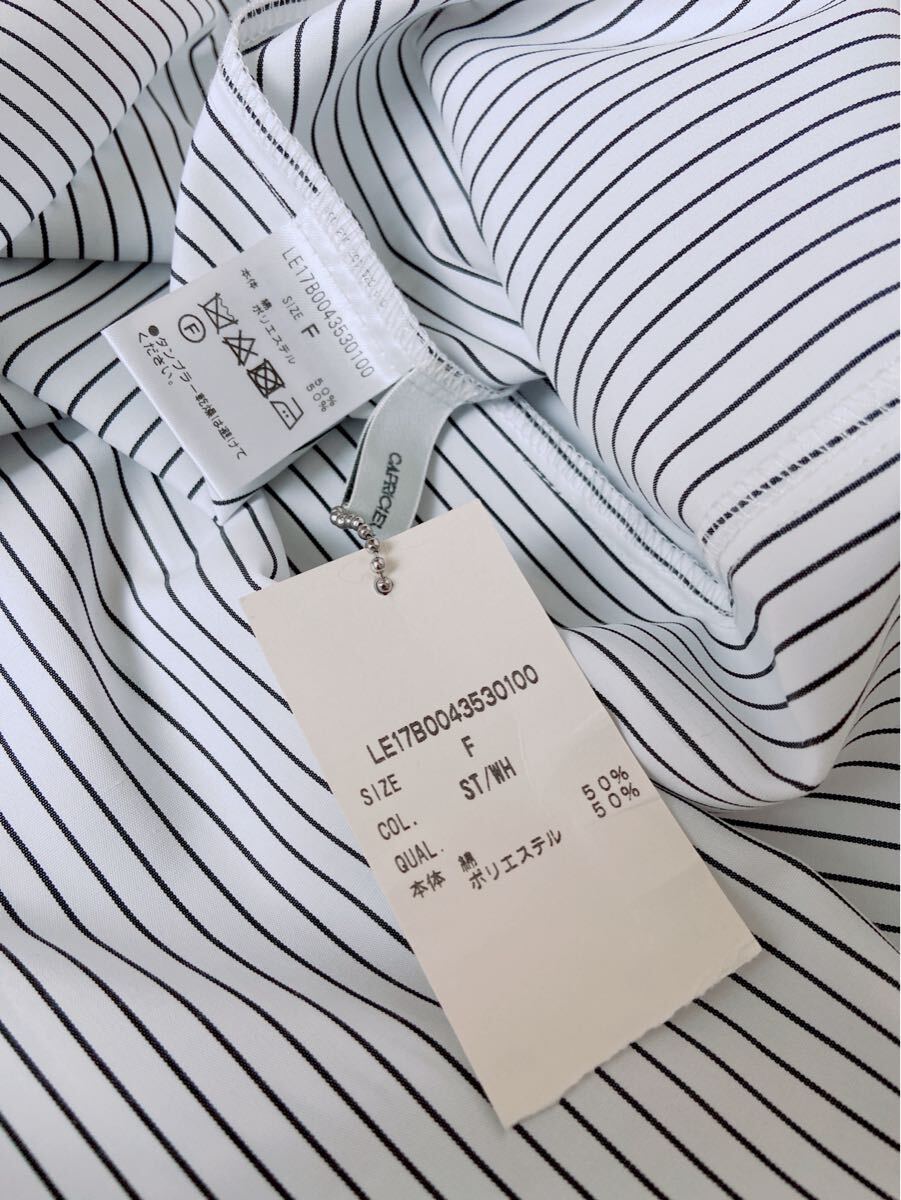 LE17B0043530100
SIZE F
本体 綿 50%
ポリエステル 50%
F
●タンブラー乾燥は避けて
ください。
LE17B0043530100
SIZE F
COL. ST/WH
QUAL.
本体 綿 50%
ポリエステル 50%